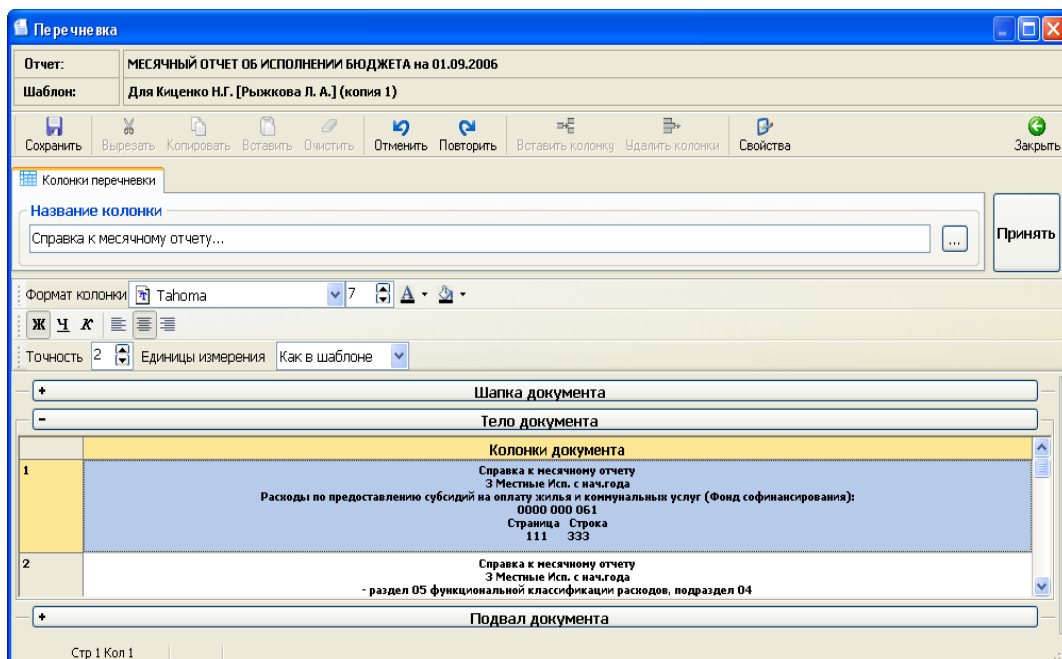 Перечневка
Отчет: МЕСЯЧНЫЙ ОТЧЕТ ОБ ИСПОЛНЕНИИ БЮДЖЕТА на 01.09.2006
Шаблон: Для Киценко Н.Г. [Рыжкова Л. А.] (копия 1)
Сохранить Вырезать Копировать Вставить Очистить Отменить Повторить Вставить колонку Удалить колонки Свойства Закрыть
Колонки перечневки
Название колонки
Справка к месячному отчету... ... Принять
Формат колонки Tahoma 7 A
Ж Ч К
Точность 2 Единицы измерения Как в шаблоне
+ Шапка документа
- Тело документа
Колонки документа
1 Справка к месячному отчету
3 Местные Исп. с нач.года
Расходы по предоставлению субсидий на оплату жилья и коммунальных услуг (Фонд софинансирования):
0000 000 061
Страница Строка
111 333
2 Справка к месячному отчету
3 Местные Исп. с нач.года
- раздел 05 функциональной классификации расходов, подраздел 04
+ Подвал документа
Стр 1 Кол 1